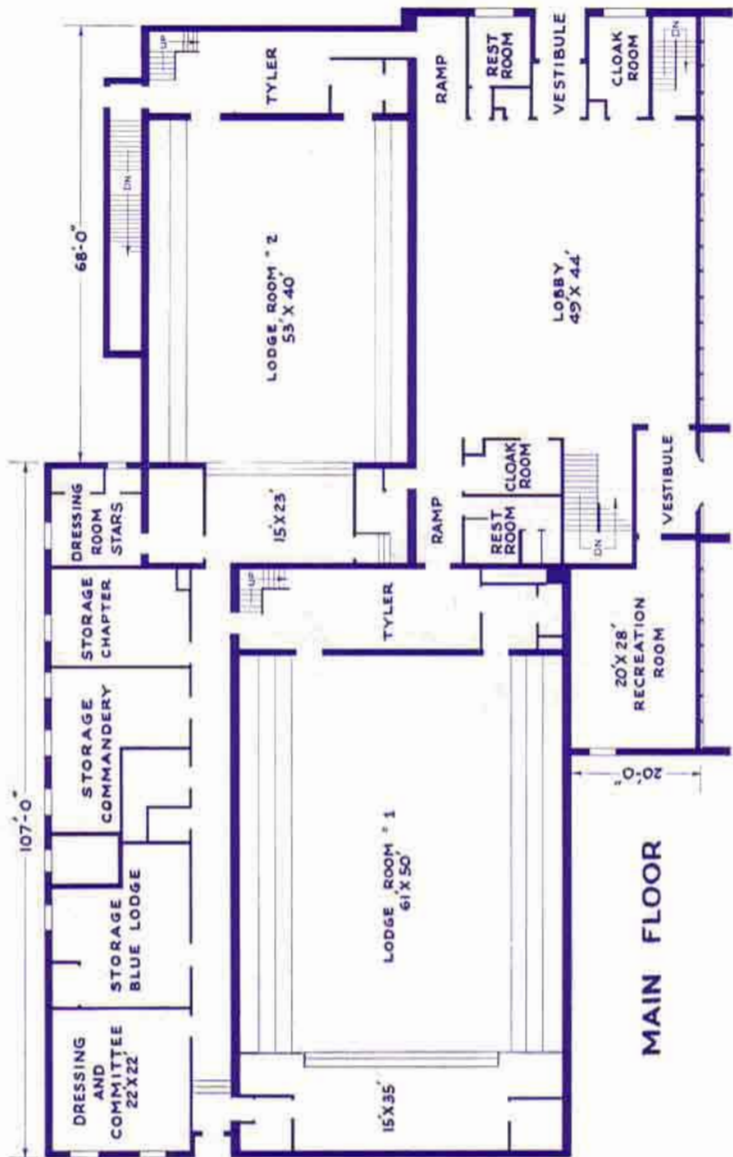 107'-0"
68'-0"
DRESSING
AND
COMMITTEE
22'X22'
STORAGE
BLUE LODGE
STORAGE
COMMANDERY
STORAGE
CHAPTER
DRESSING
ROOM
STARS
DN
UP
TYLER
LODGE ROOM # 2
53' X 40'
15'X23'
RAMP
REST
ROOM
VESTIBULE
CLOAK
ROOM
DN
LOBBY
49' X 44'
CLOAK
ROOM
REST
ROOM
RAMP
DN
VESTIBULE
UP
TYLER
LODGE ROOM # 1
61'X 50'
15'X35'
20'X 28'
RECREATION
ROOM
20'-0"
MAIN FLOOR